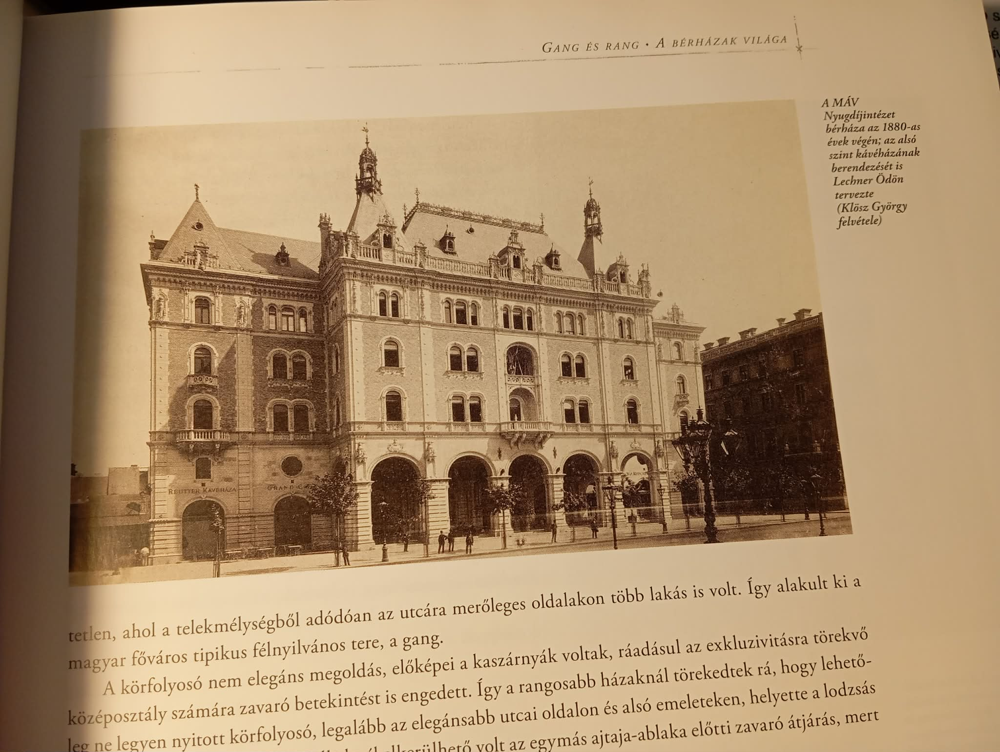 GANG ÉS RANG • A BÉRHÁZAK VILÁGA
A MÁV
Nyugdíjintézet
bérháza az 1880-as
évek végén; az alsó
szint kávéházának
berendezését is
Lechner Ödön
tervezte
(Klösz György
felvétele)
REUTTER KÁVÉHÁZA
GRAND
tetlen, ahol a telekmélységből adódóan az utcára merőleges oldalakon több lakás is volt. Így alakult ki a
magyar főváros tipikus félnyilvános tere, a gang.
A körfolyosó nem elegáns megoldás, előképei a kaszárnyák voltak, ráadásul az exkluzivitásra törekvő
középosztály számára zavaró betekintést is engedett. Így a rangosabb házaknál törekedtek rá, hogy lehető-
leg ne legyen nyitott körfolyosó, legalább az elegánsabb utcai oldalon és alsó emeleteken, helyette a lodzsás
volt az egymás ajtaja-ablaka előtti zavaró átjárás, mert